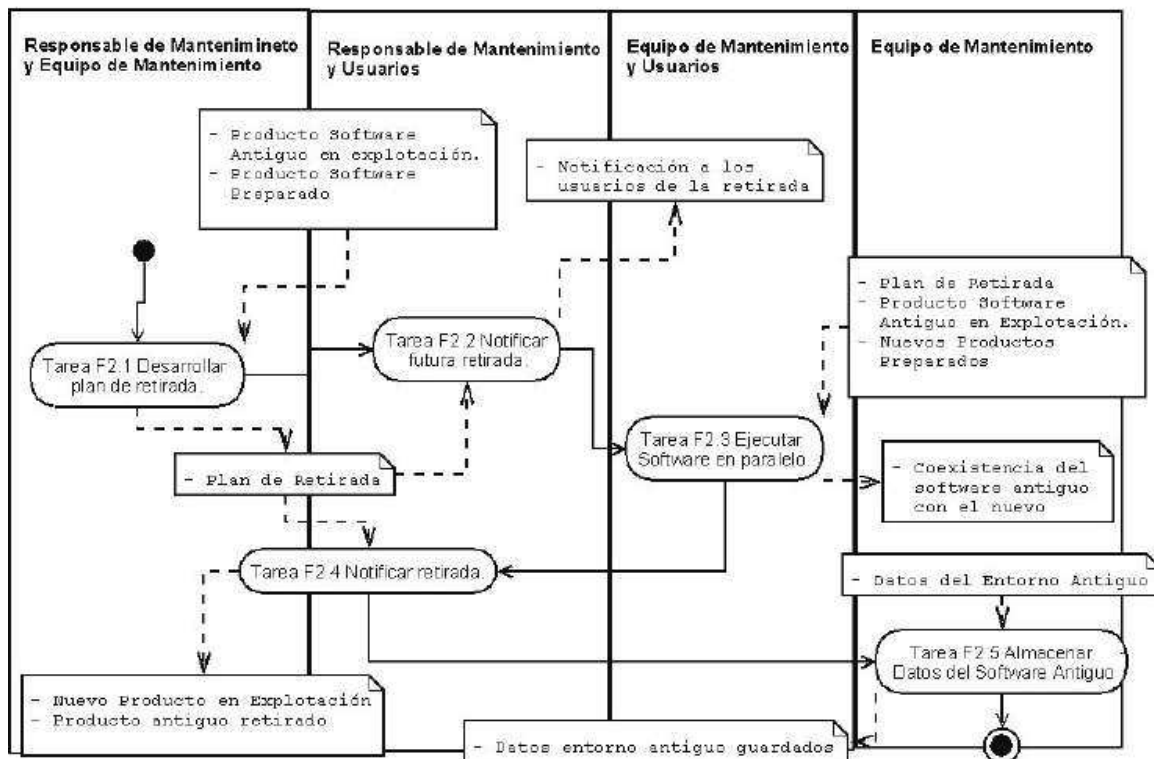 Responsable de Mantenimineto
y Equipo de Mantenimiento
Responsable de Mantenimiento
y Usuarios
Equipo de Mantenimiento
y Usuarios
Equipo de Mantenimiento
- Producto Software
Antiguo en explotación.
- Producto Software
Preparado
- Notificación a los
usuarios de la retirada
- Plan de Retirada
- Producto Software
Antiguo en Explotación.
- Nuevos Productos
Preparados
Tarea F2.1 Desarrollar
plan de retirada.
Tarea F2.2 Notificar
futura retirada.
Tarea F2.3 Ejecutar
Software en paralelo
- Plan de Retirada
- Coexistencia del
software antiguo
con el nuevo
Tarea F2.4 Notificar retirada.
- Datos del Entorno Antiguo
Tarea F2.5 Almacenar
Datos del Software Antiguo
- Nuevo Producto en Explotación
- Producto antiguo retirado
- Datos entorno antiguo guardados